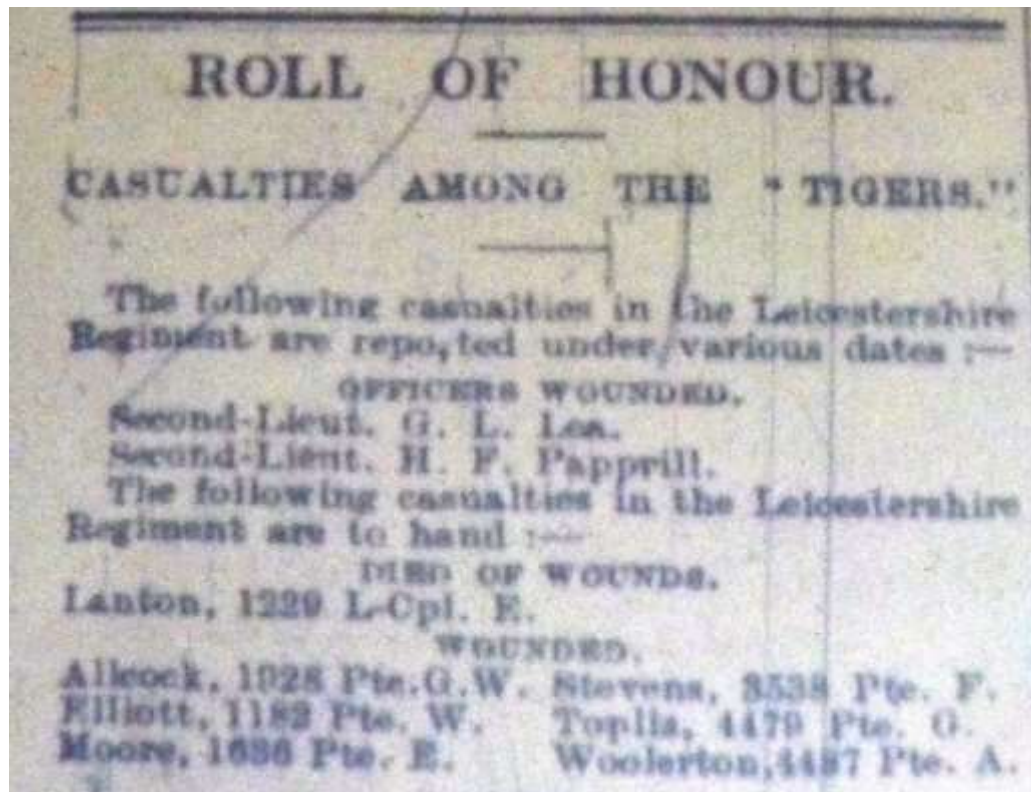 ROLL OF HONOUR.
CASUALTIES AMONG THE "TIGERS."
The following casualties in the Leicestershire
Regiment are reported under various dates :—
OFFICERS WOUNDED.
Second-Lieut. G. L. Lea.
Second-Lieut. H. F. Papprill.
The following casualties in the Leicestershire
Regiment are to hand :—
DIED OF WOUNDS.
Lanton, 1229 L-Cpl. E.
WOUNDED.
Allcock, 1928 Pte. G.W. Stevens, 3538 Pte. F.
Elliott, 1182 Pte. W. Toplis, 4479 Pte. G.
Moore, 1636 Pte. E. Woolerton, 4487 Pte. A.